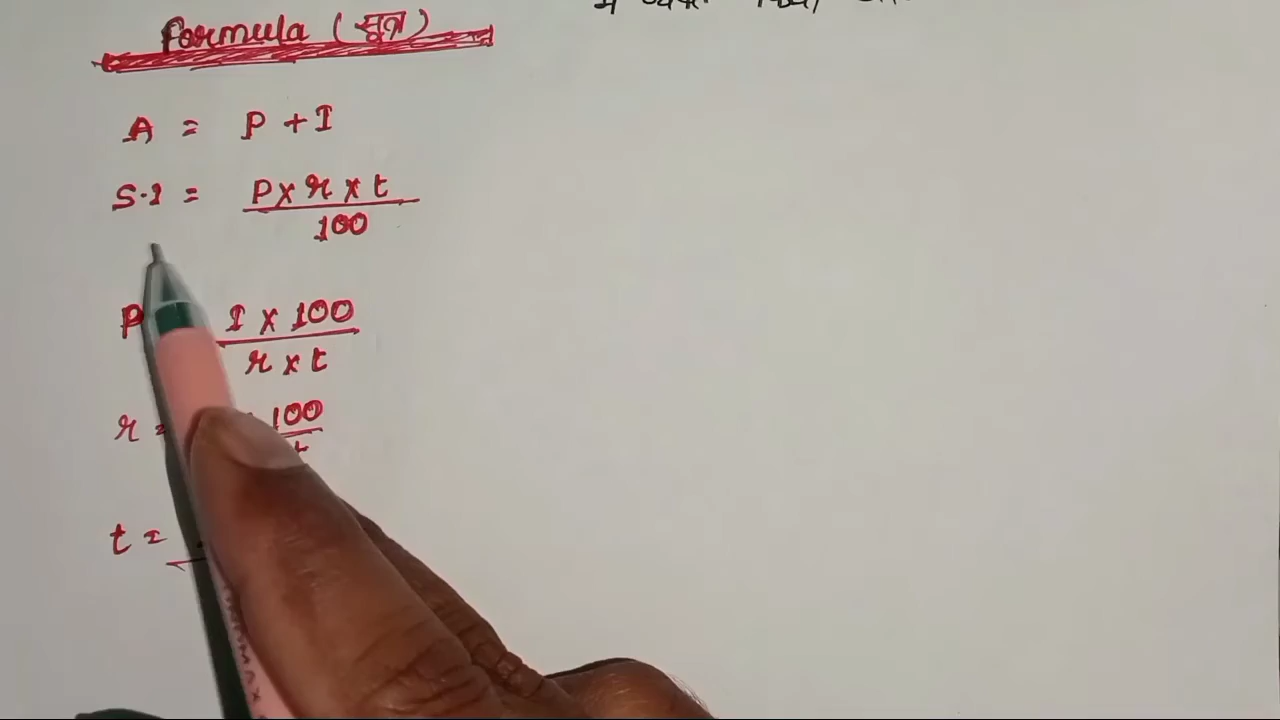 Formula (सूत्र)
A = P + I
S.I = P x r x t / 100
P I x 100 / r x t
r = 100 / t
t =